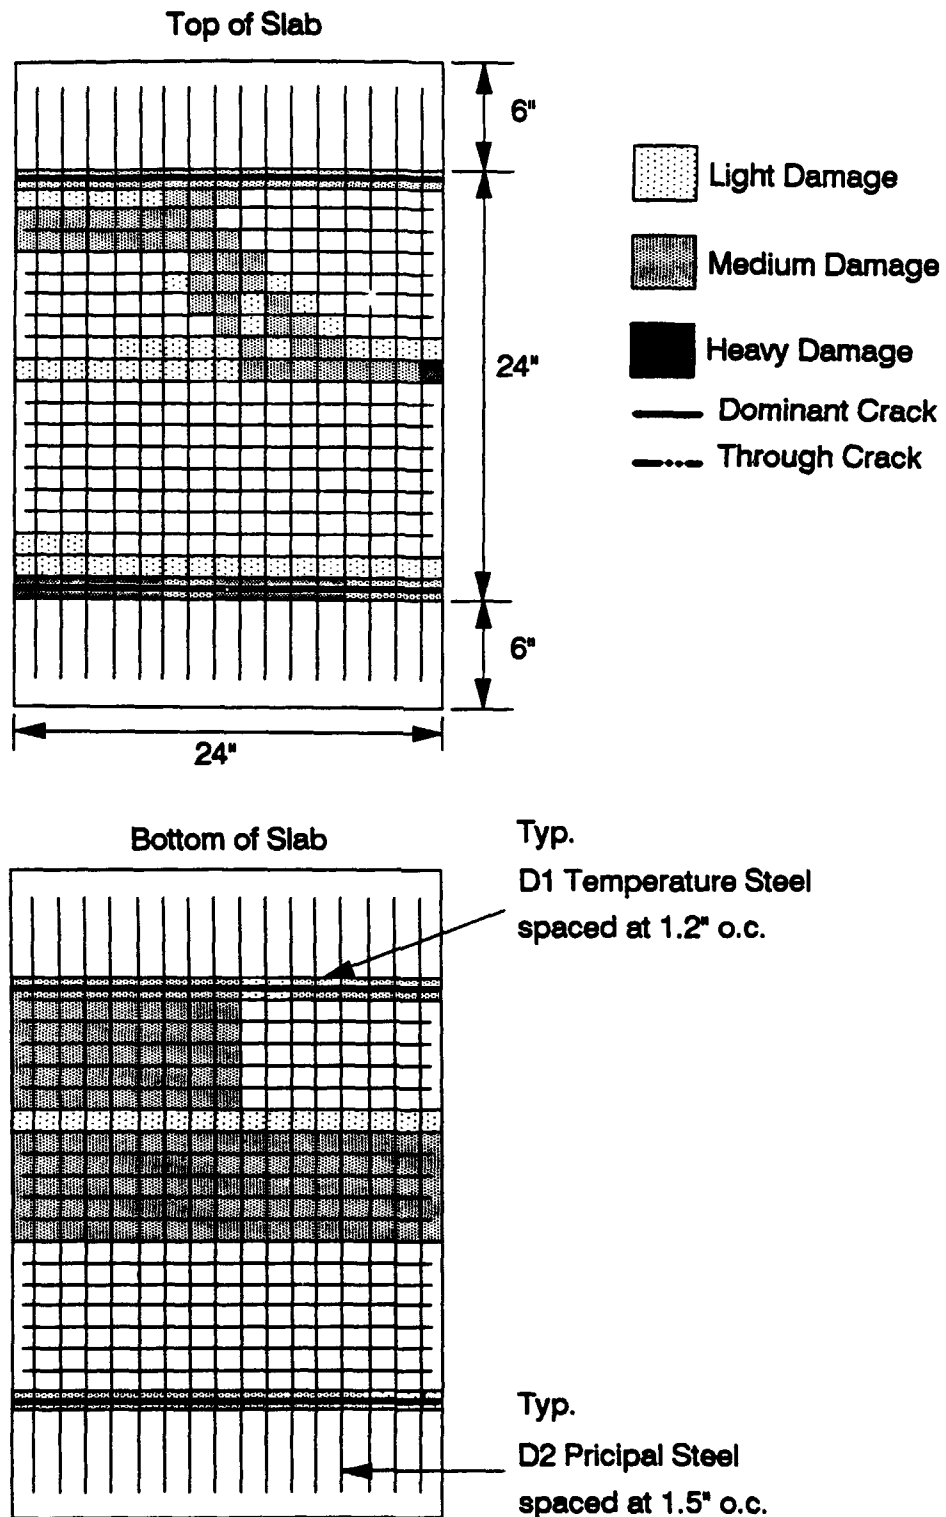 Top of Slab
6"
Light Damage
Medium Damage
24"
Heavy Damage
Dominant Crack
Through Crack
6"
24"
Bottom of Slab
Typ.
D1 Temperature Steel
spaced at 1.2" o.c.
Typ.
D2 Pricipal Steel
spaced at 1.5" o.c.